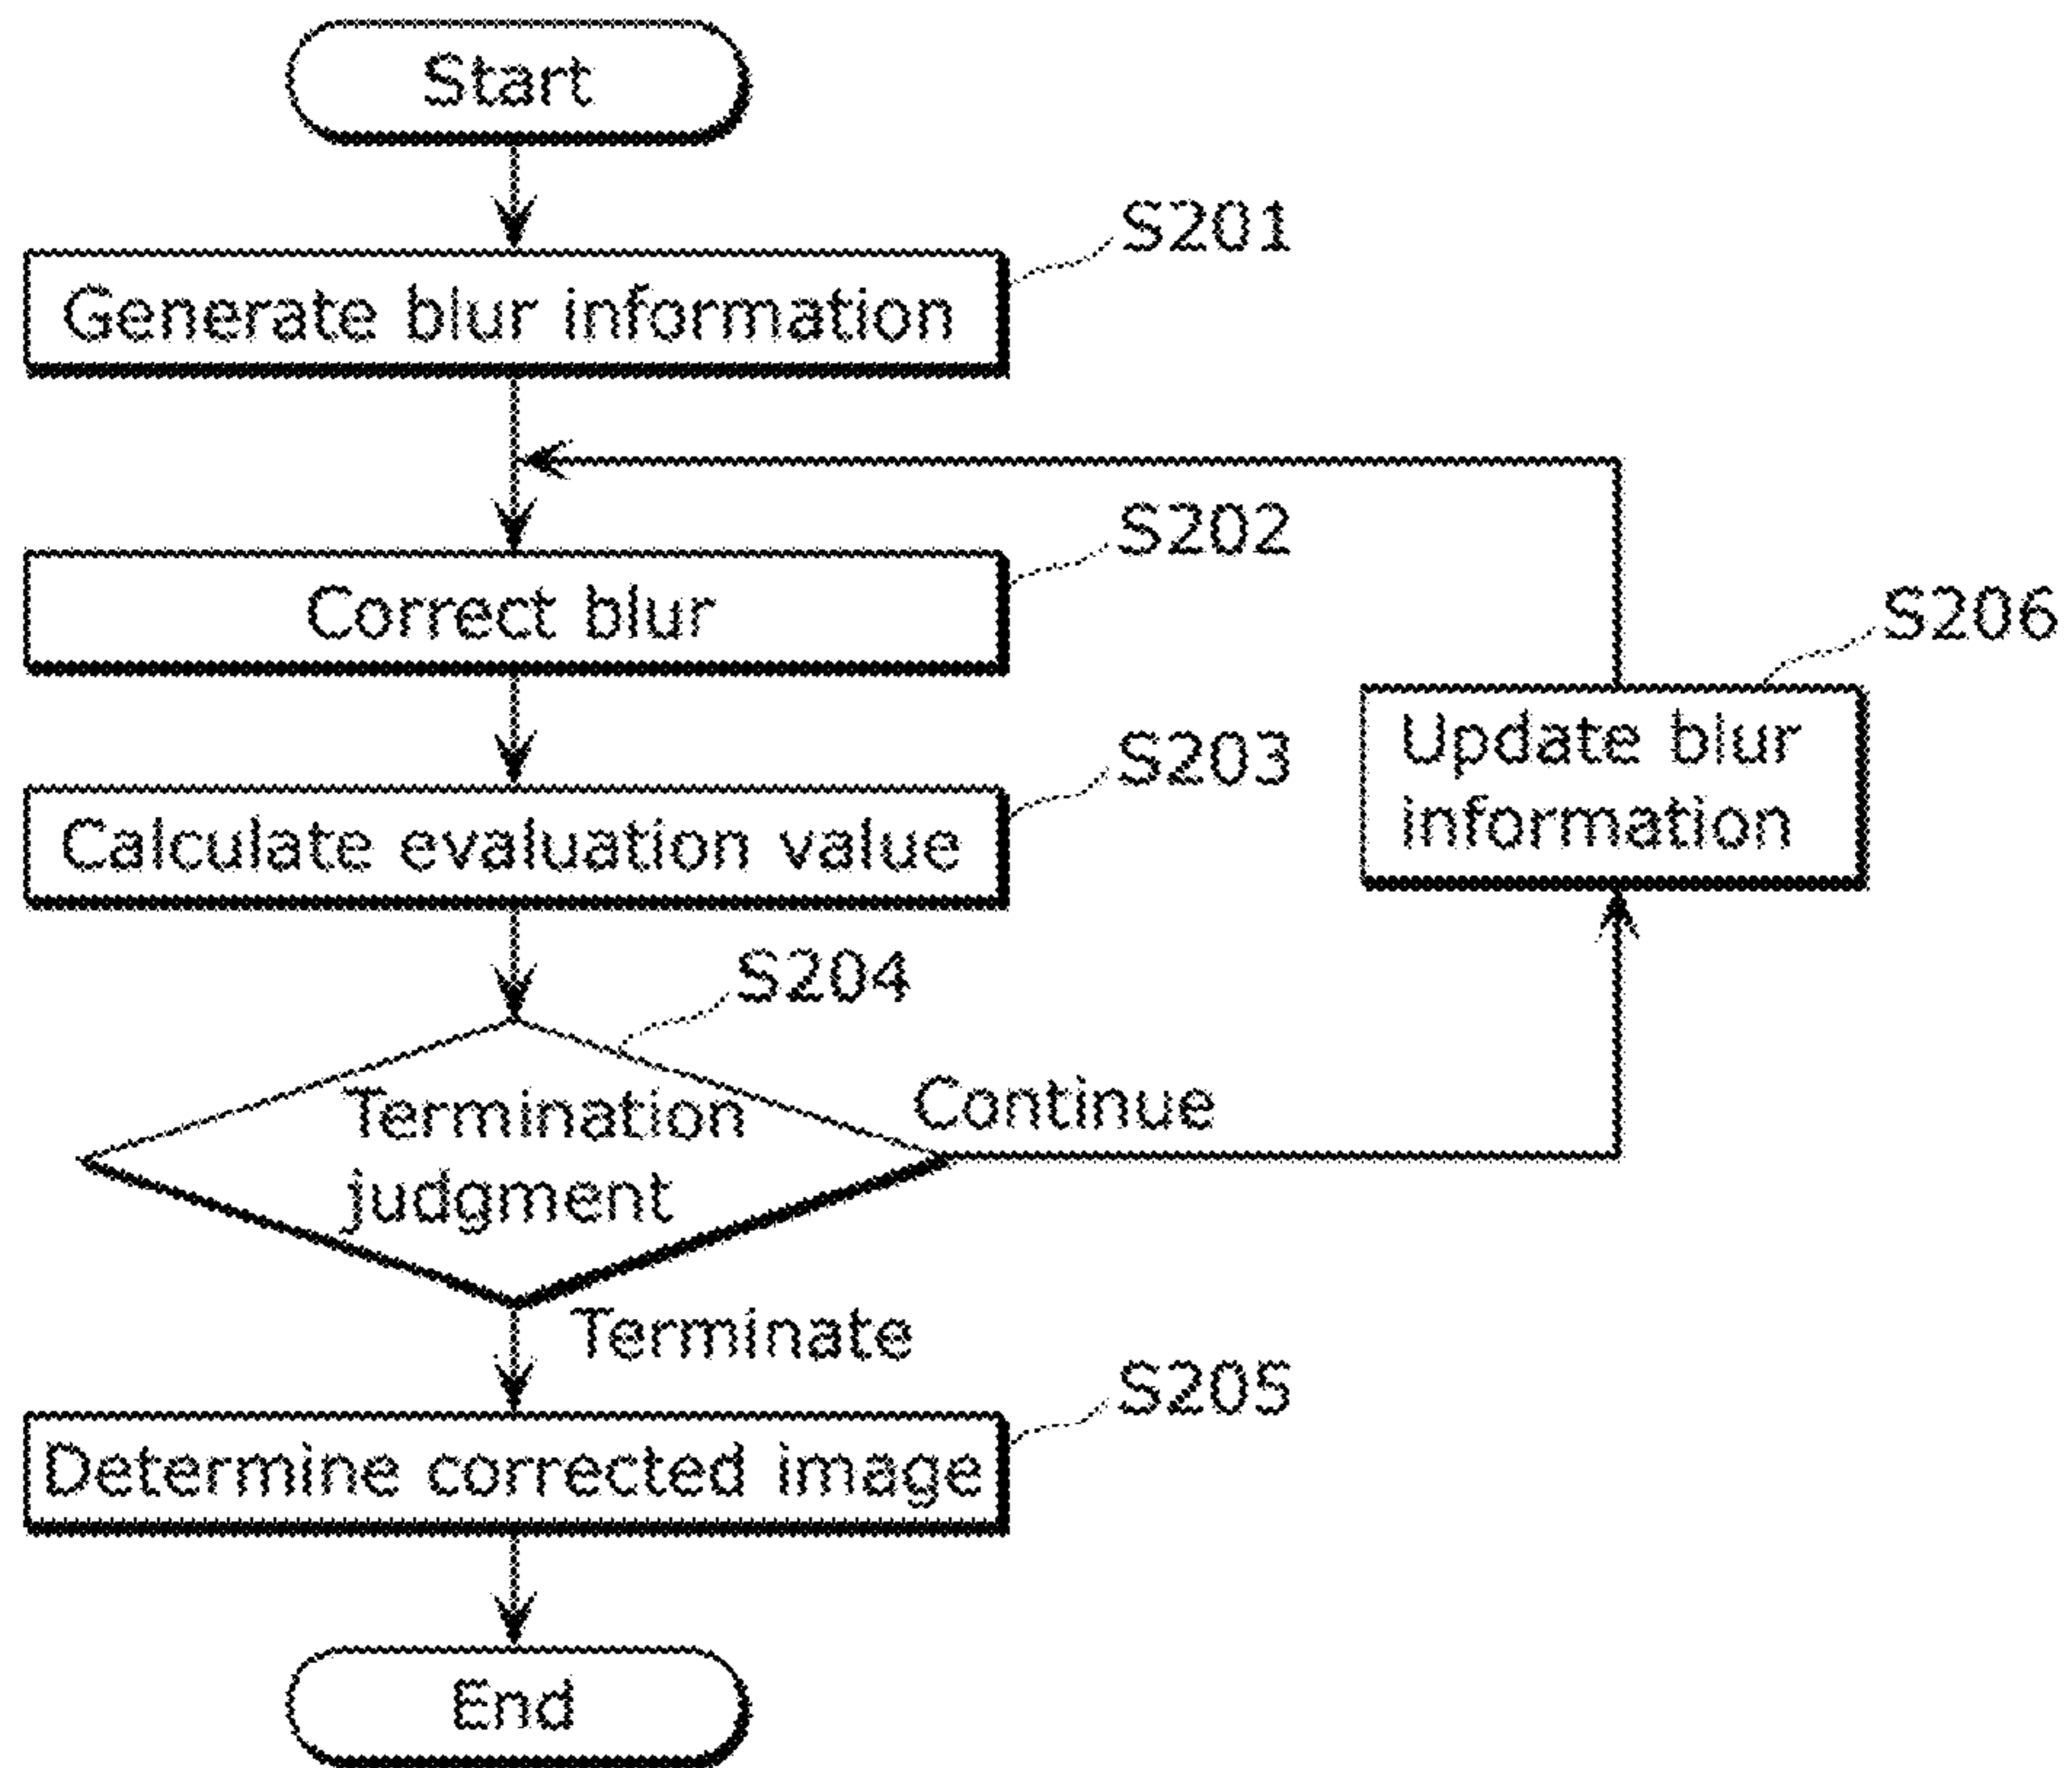 Start
S201
Generate blur information
S202
Correct blur
S206
Update blur
information
S203
Calculate evaluation value
S204
Termination
judgment
Continue
Terminate
S205
Determine corrected image
End